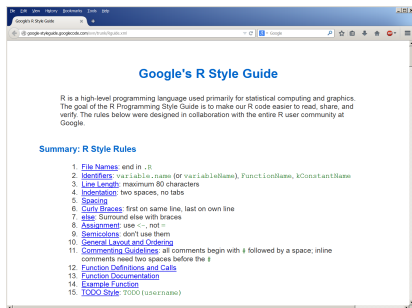 File Edit View History Bookmarks Tools Help
Google's R Style Guide
google-styleguide.googlecode.com/svn/trunk/Rguide.xml
Google
Google's R Style Guide
R is a high-level programming language used primarily for statistical computing and graphics.
The goal of the R Programming Style Guide is to make our R code easier to read, share, and
verify. The rules below were designed in collaboration with the entire R user community at
Google.
Summary: R Style Rules
1. File Names: end in .R
2. Identifiers: variable.name (or variableName), FunctionName, kConstantName
3. Line Length: maximum 80 characters
4. Indentation: two spaces, no tabs
5. Spacing
6. Curly Braces: first on same line, last on own line
7. else: Surround else with braces
8. Assignment: use <-, not =
9. Semicolons: don't use them
10. General Layout and Ordering
11. Commenting Guidelines: all comments begin with # followed by a space; inline
comments need two spaces before the #
12. Function Definitions and Calls
13. Function Documentation
14. Example Function
15. TODO Style: TODO(username)